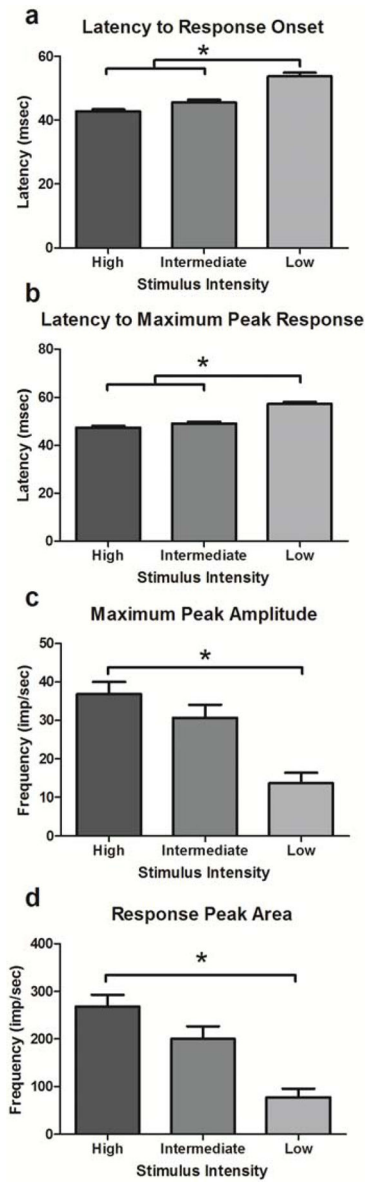 a
Latency to Response Onset
*
60
40
20
0
Latency (msec)
High Intermediate Low
Stimulus Intensity
b
Latency to Maximum Peak Response
*
80
60
40
20
0
Latency (msec)
High Intermediate Low
Stimulus Intensity
c
Maximum Peak Amplitude
*
50
40
30
20
10
0
Frequency (imp/sec)
High Intermediate Low
Stimulus Intensity
d
Response Peak Area
*
400
300
200
100
0
Frequency (imp/sec)
High Intermediate Low
Stimulus Intensity